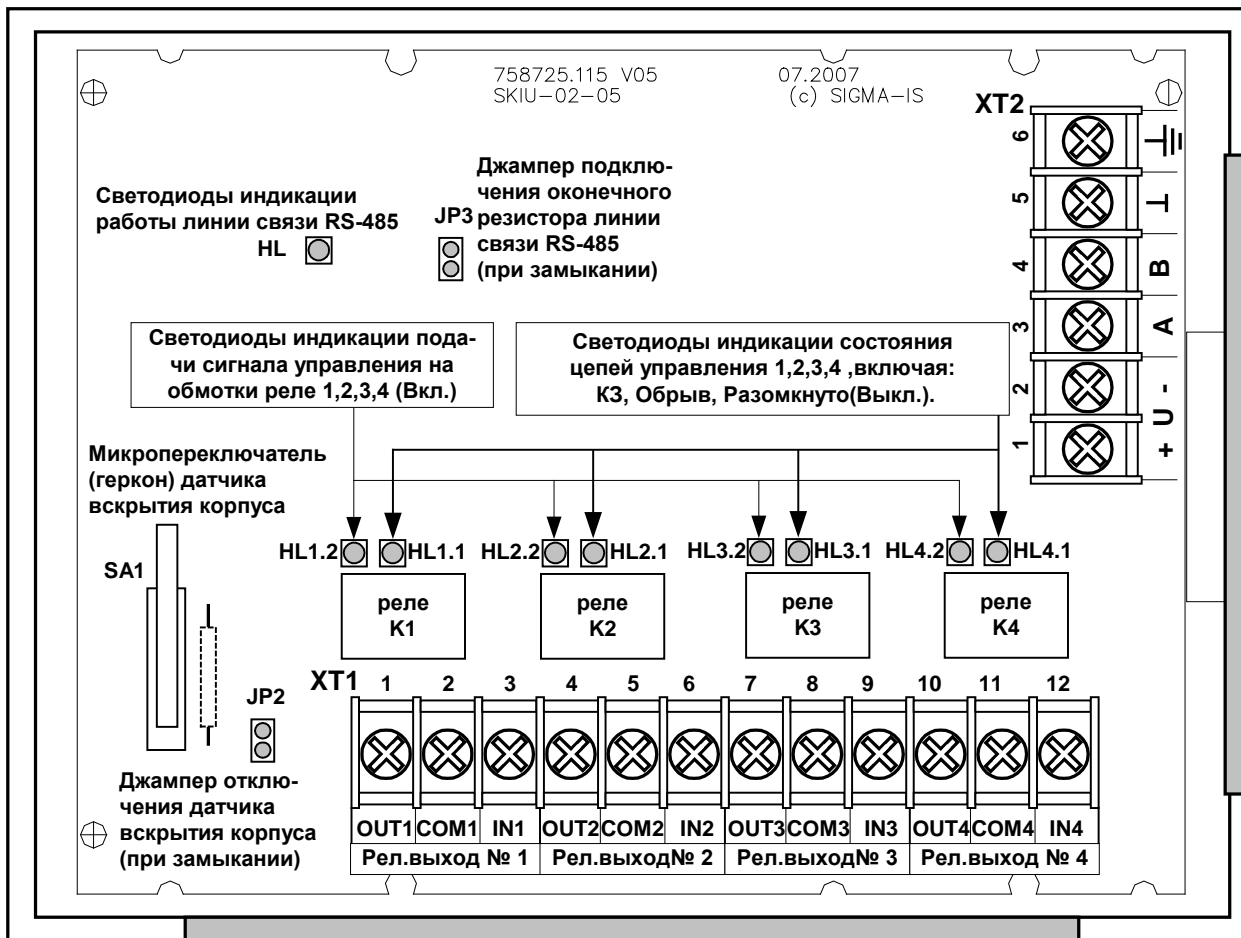 758725.115 V05
SKIU-02-05
07.2007
(c) SIGMA-IS
XT2
6
5
4 B
3 A
2 -
U
1 +
Светодиоды индикации
работы линии связи RS-485
HL
JP3
Джампер подклю-
чения оконечного
резистора линии
связи RS-485
(при замыкании)
Светодиоды индикации пода-
чи сигнала управления на
обмотки реле 1,2,3,4 (Вкл.)
Светодиоды индикации состояния
цепей управления 1,2,3,4 ,включая:
КЗ, Обрыв, Разомкнуто(Выкл.).
Микропереключатель
(геркон) датчика
вскрытия корпуса
SA1
HL1.2 HL1.1 HL2.2 HL2.1 HL3.2 HL3.1 HL4.2 HL4.1
реле реле реле реле
К1 К2 К3 К4
XT1 1 2 3 4 5 6 7 8 9 10 11 12
JP2
Джампер отклю-
чения датчика
вскрытия корпуса
(при замыкании)
OUT1 COM1 IN1 OUT2 COM2 IN2 OUT3 COM3 IN3 OUT4 COM4 IN4
Рел.выход № 1 Рел.выход№ 2 Рел.выход№ 3 Рел.выход № 4